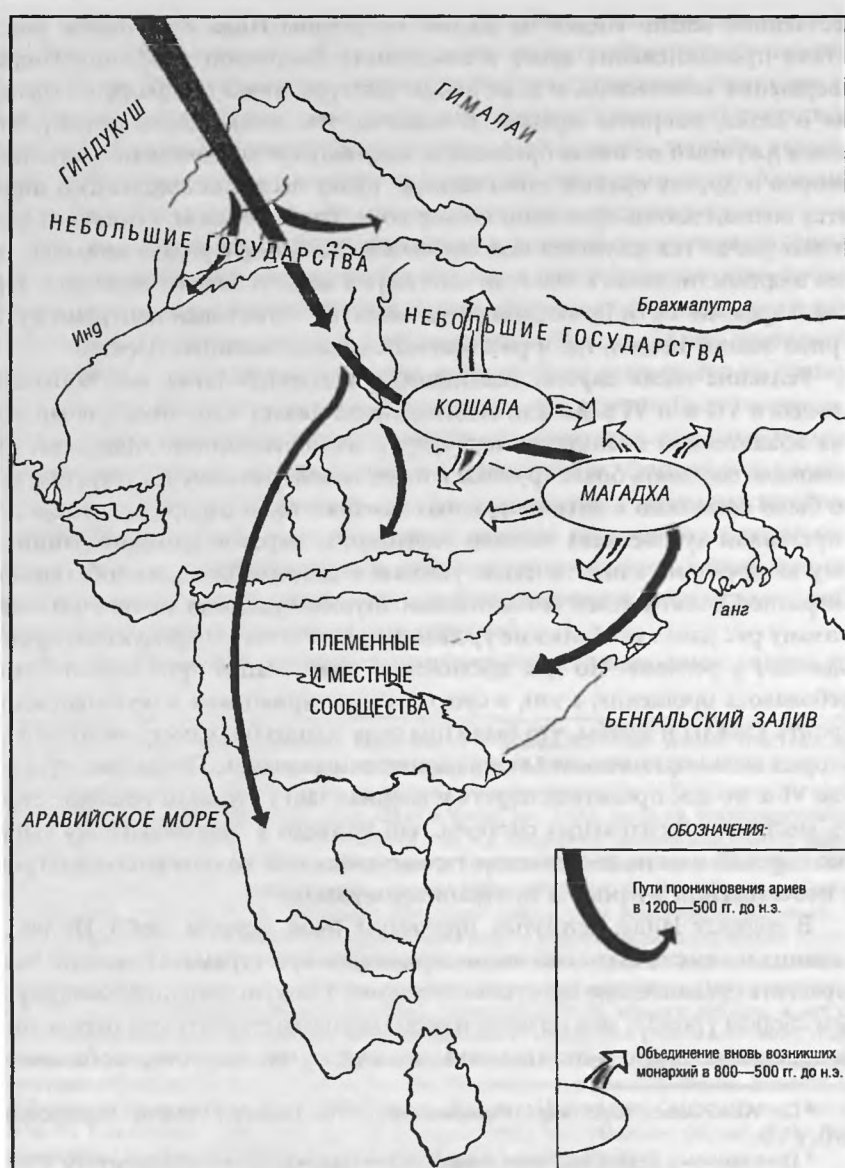 ГИМАЛАИ
ГИНДУКУШ
НЕБОЛЬШИЕ ГОСУДАРСТВА
Инд
Брахмапутра
НЕБОЛЬШИЕ ГОСУДАРСТВА
КОШАЛА
МАГАДХА
Ганг
ПЛЕМЕННЫЕ
И МЕСТНЫЕ
СООБЩЕСТВА
БЕНГАЛЬСКИЙ ЗАЛИВ
АРАВИЙСКОЕ МОРЕ
ОБОЗНАЧЕНИЯ:
Пути проникновения ариев
в 1200—500 гг. до н.э.
Объединение вновь возникших
монархий в 800—500 гг. до н.э.